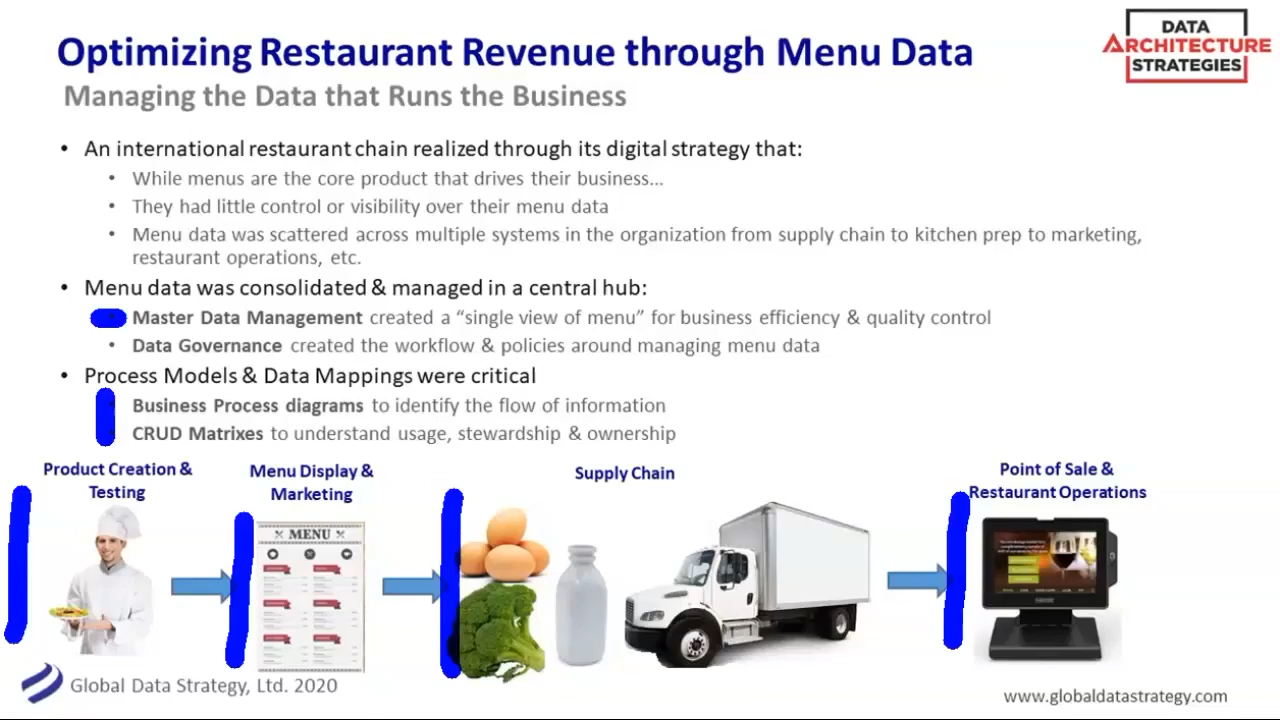 Optimizing Restaurant Revenue through Menu Data
DATA
ARCHITECTURE
STRATEGIES
Managing the Data that Runs the Business
• An international restaurant chain realized through its digital strategy that:
• While menus are the core product that drives their business...
• They had little control or visibility over their menu data
• Menu data was scattered across multiple systems in the organization from supply chain to kitchen prep to marketing,
restaurant operations, etc.
• Menu data was consolidated & managed in a central hub:
Master Data Management created a “single view of menu” for business efficiency & quality control
• Data Governance created the workflow & policies around managing menu data
• Process Models & Data Mappings were critical
Business Process diagrams to identify the flow of information
CRUD Matrixes to understand usage, stewardship & ownership
Product Creation &
Testing
Menu Display &
Marketing
Supply Chain
Point of Sale &
Restaurant Operations
MENU
Global Data Strategy, Ltd. 2020
www.globaldatastrategy.com